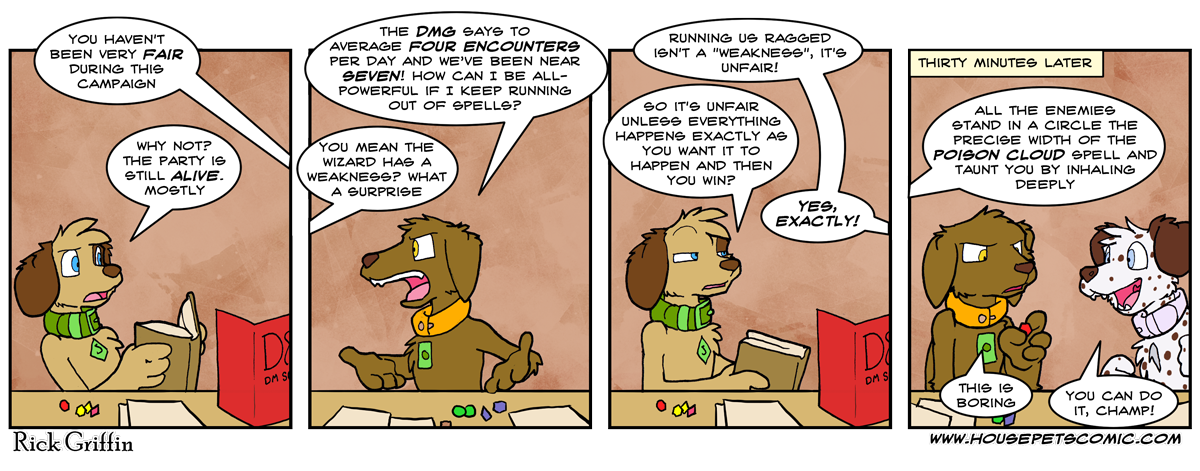 YOU HAVEN'T
BEEN VERY FAIR
DURING THIS
CAMPAIGN
WHY NOT?
THE PARTY IS
STILL ALIVE.
MOSTLY
J
D&
DM S
THE DMG SAYS TO
AVERAGE FOUR ENCOUNTERS
PER DAY AND WE'VE BEEN NEAR
SEVEN! HOW CAN I BE ALL-
POWERFUL IF I KEEP RUNNING
OUT OF SPELLS?
YOU MEAN THE
WIZARD HAS A
WEAKNESS? WHAT
A SURPRISE
RUNNING US RAGGED
ISN'T A "WEAKNESS", IT'S
UNFAIR!
SO IT'S UNFAIR
UNLESS EVERYTHING
HAPPENS EXACTLY AS
YOU WANT IT TO
HAPPEN AND THEN
YOU WIN?
YES,
EXACTLY!
J
D&
DM S
THIRTY MINUTES LATER
ALL THE ENEMIES
STAND IN A CIRCLE THE
PRECISE WIDTH OF THE
POISON CLOUD SPELL AND
TAUNT YOU BY INHALING
DEEPLY
THIS IS
BORING
YOU CAN DO
IT, CHAMP!
Rick Griffin
WWW.HOUSEPETSCOMIC.COM